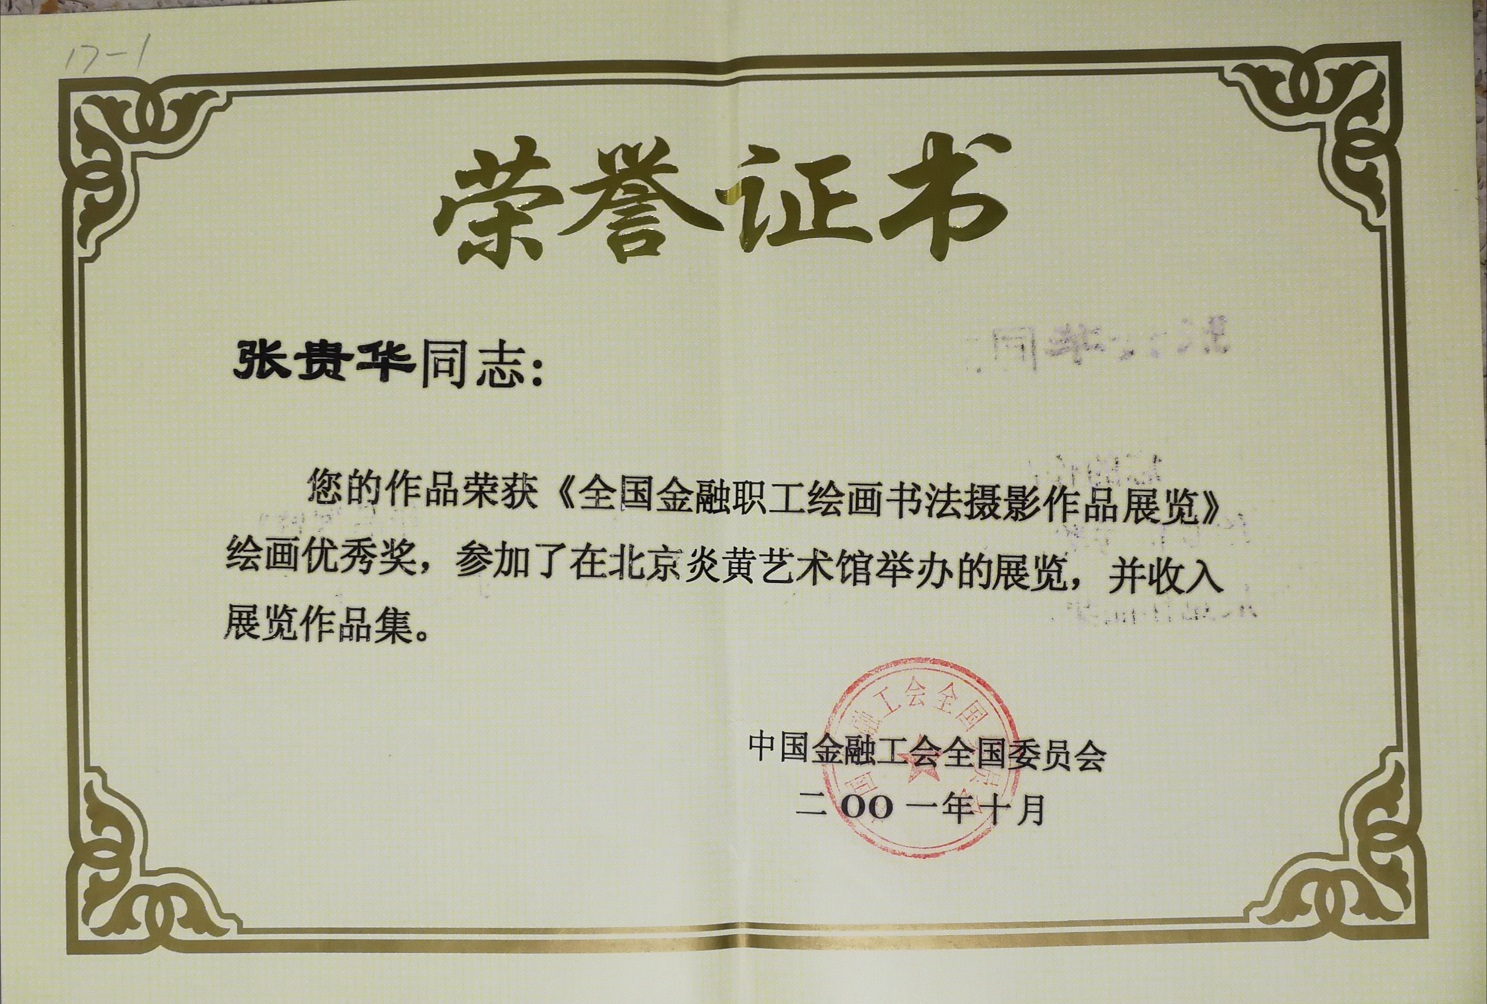 17-1
荣誉证书
张贵华同志：
您的作品荣获《全国金融职工绘画书法摄影作品展览》
绘画优秀奖，参加了在北京炎黄艺术馆举办的展览，并收入
展览作品集。
中国金融工会全国委员会
二OO一年十月